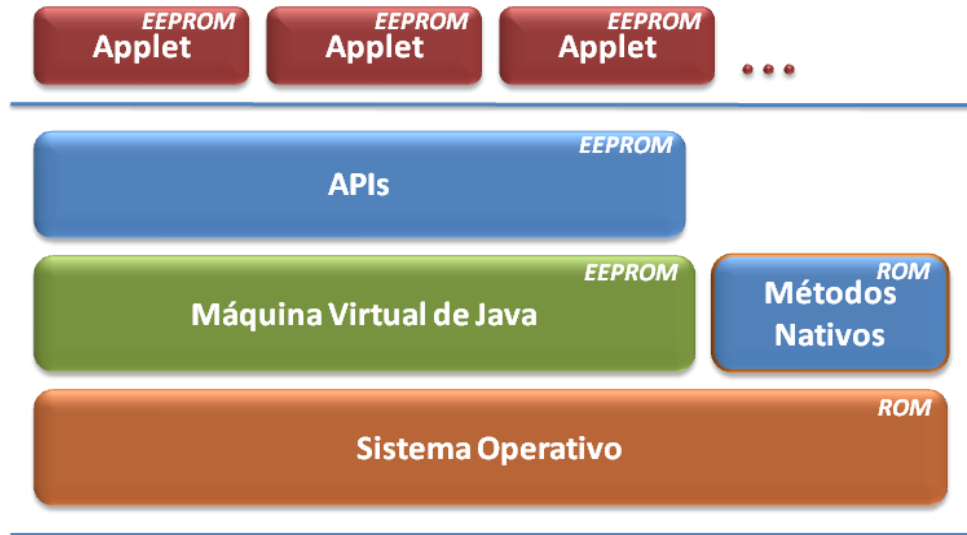 EEPROM
Applet
EEPROM
Applet
EEPROM
Applet
...
EEPROM
APIs
EEPROM
Máquina Virtual de Java
ROM
Métodos
Nativos
ROM
Sistema Operativo